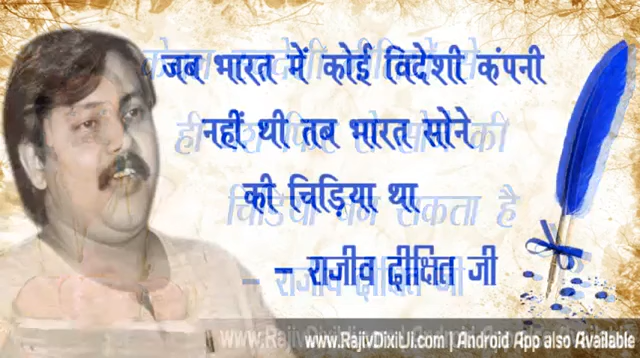 जब भारत में कोई विदेशी कंपनी
नहीं थी तब भारत सोने
की चिड़िया था
- राजीव दीक्षित जी
www.RajivDixitJi.com | Android App also Available